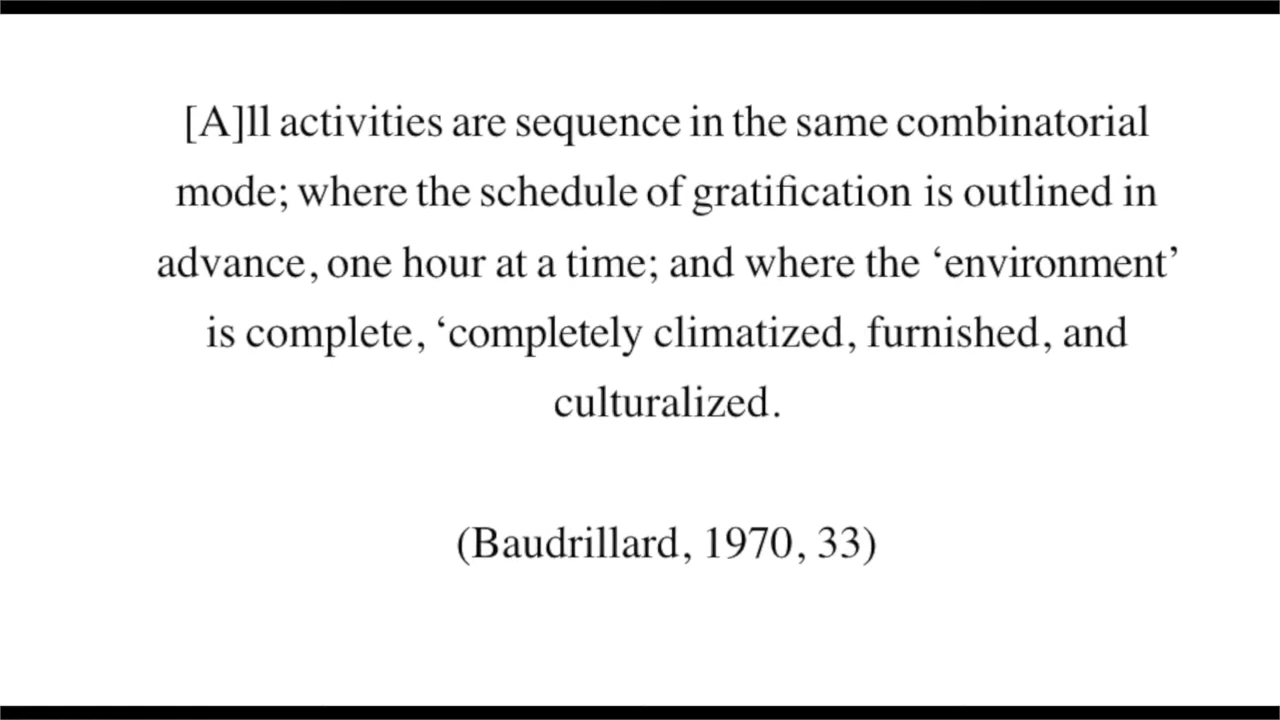 [A]ll activities are sequence in the same combinatorial
mode; where the schedule of gratification is outlined in
advance, one hour at a time; and where the ‘environment’
is complete, ‘completely climatized, furnished, and
culturalized.
(Baudrillard, 1970, 33)